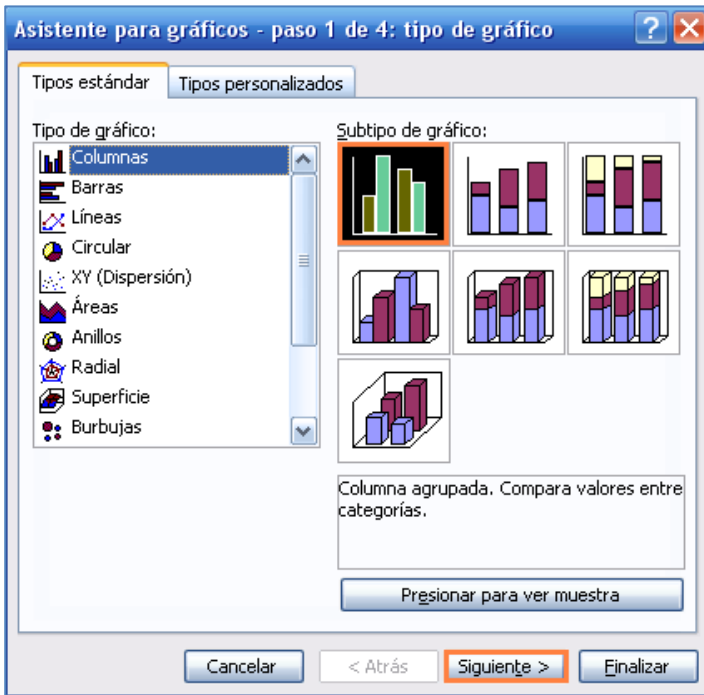 Asistente para gráficos - paso 1 de 4: tipo de gráfico
Tipos estándar
Tipos personalizados
Tipo de gráfico:
Columnas
Barras
Líneas
Circular
XY (Dispersión)
Áreas
Anillos
Radial
Superficie
Burbujas
Subtipo de gráfico:
Columna agrupada. Compara valores entre
categorías.
Presionar para ver muestra
Cancelar
< Atrás
Siguiente >
Finalizar